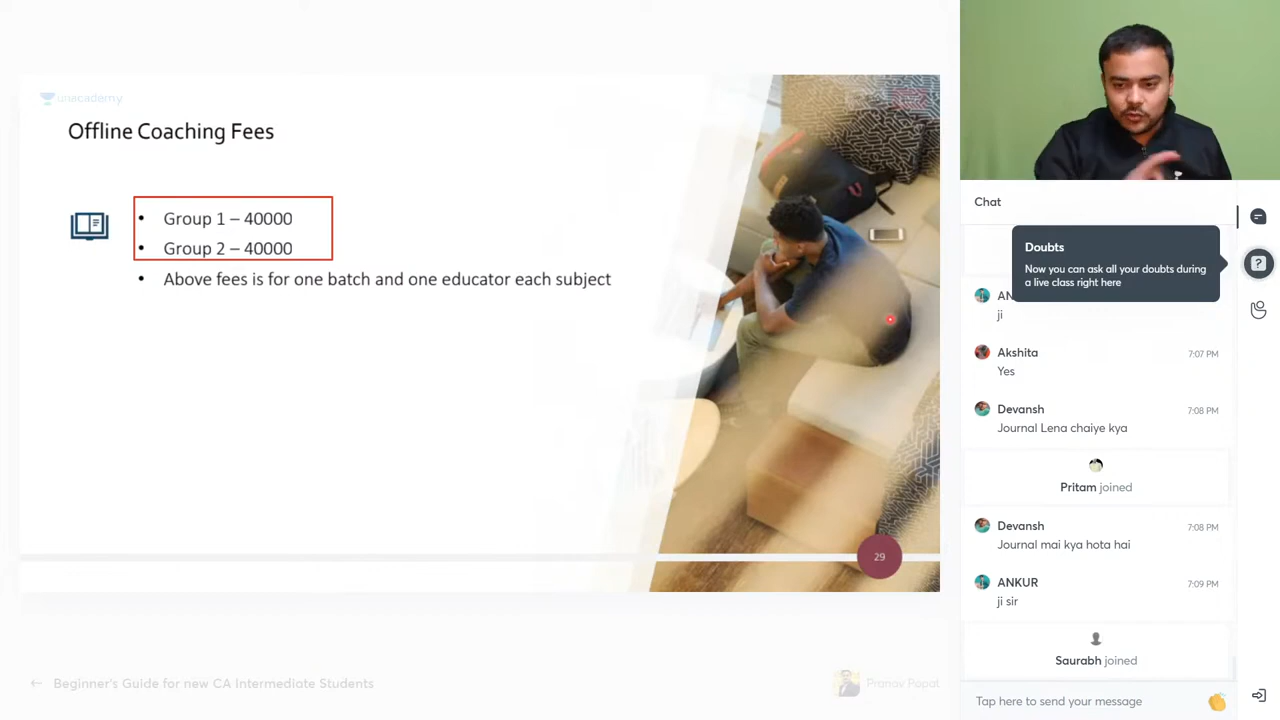 unacademy
Offline Coaching Fees
• Group 1 – 40000
• Group 2 – 40000
• Above fees is for one batch and one educator each subject
29
← Beginner's Guide for new CA Intermediate Students
Pranav Popat
Chat
Doubts
Now you can ask all your doubts during
a live class right here
?
AN
ji
Akshita 7:07 PM
Yes
Devansh 7:08 PM
Journal Lena chaiye kya
Pritam joined
Devansh 7:08 PM
Journal mai kya hota hai
ANKUR 7:09 PM
ji sir
Saurabh joined
Tap here to send your message